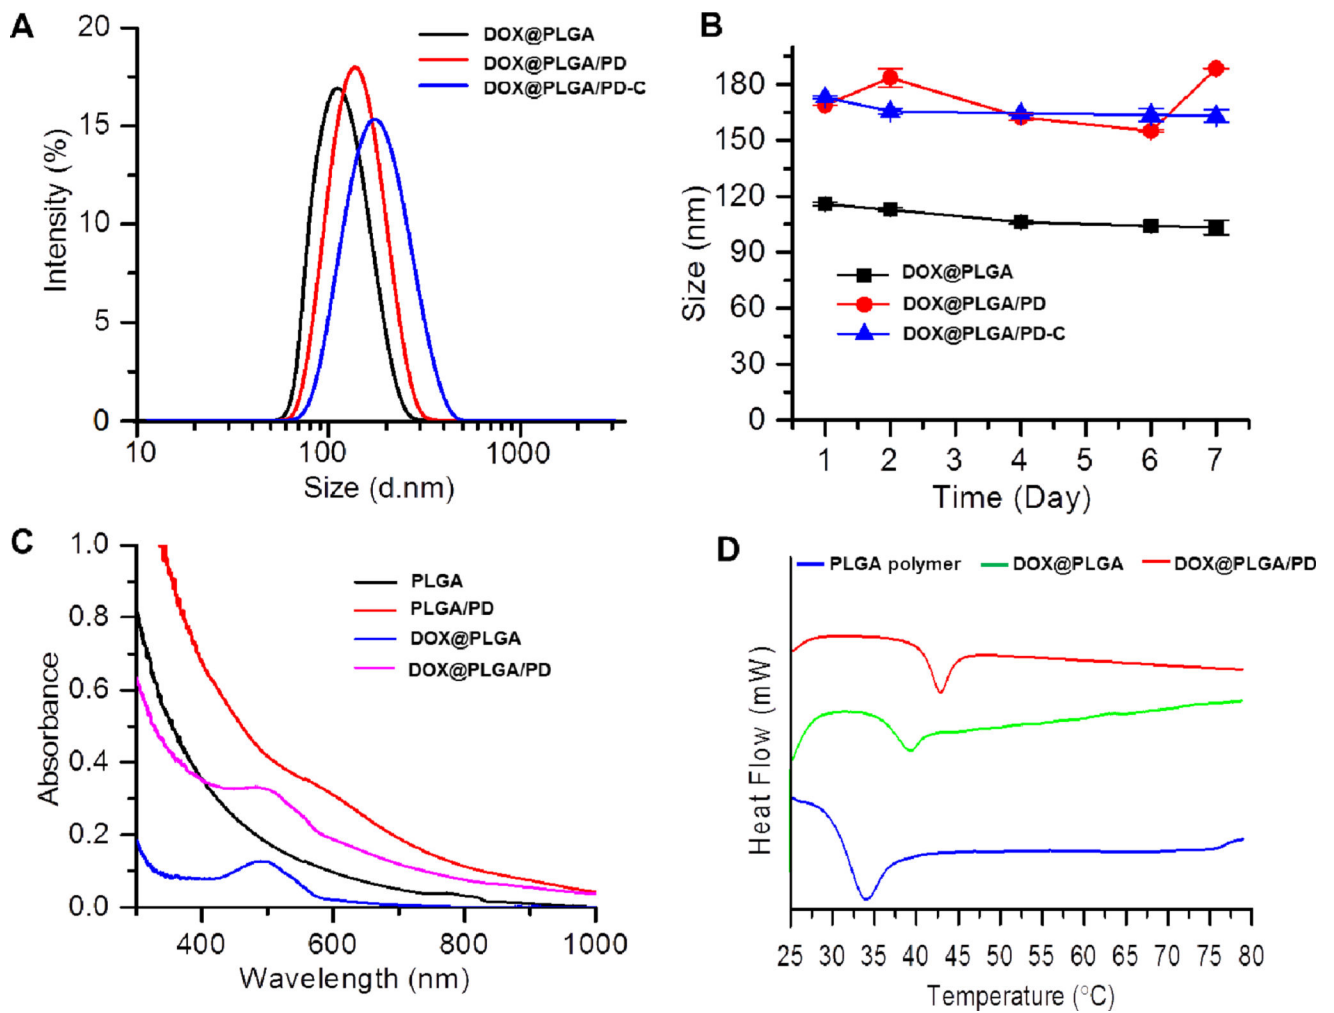 A
20
15
10
5
0
Intensity (%)
10
100
1000
Size (d.nm)
DOX@PLGA
DOX@PLGA/PD
DOX@PLGA/PD-C
B
180
150
120
90
60
30
0
Size (nm)
1 2 3 4 5 6 7
Time (Day)
DOX@PLGA
DOX@PLGA/PD
DOX@PLGA/PD-C
C
1.0
0.8
0.6
0.4
0.2
0.0
Absorbance
400 600 800 1000
Wavelength (nm)
PLGA
PLGA/PD
DOX@PLGA
DOX@PLGA/PD
D
PLGA polymer DOX@PLGA DOX@PLGA/PD
Heat Flow (mW)
25 30 35 40 45 50 55 60 65 70 75 80
Temperature (°C)